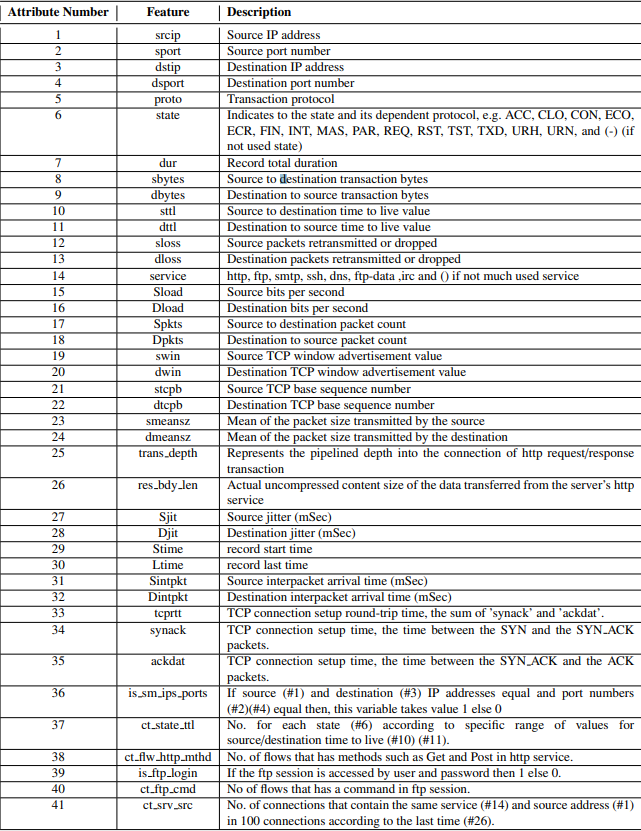 Attribute Number Feature Description
1 srcip Source IP address
2 sport Source port number
3 dstip Destination IP address
4 dsport Destination port number
5 proto Transaction protocol
6 state Indicates to the state and its dependent protocol, e.g. ACC, CLO, CON, ECO,
ECR, FIN, INT, MAS, PAR, REQ, RST, TST, TXD, URH, URN, and (-) (if
not used state)
7 dur Record total duration
8 sbytes Source to destination transaction bytes
9 dbytes Destination to source transaction bytes
10 sttl Source to destination time to live value
11 dttl Destination to source time to live value
12 sloss Source packets retransmitted or dropped
13 dloss Destination packets retransmitted or dropped
14 service http, ftp, smtp, ssh, dns, ftp-data ,irc and () if not much used service
15 Sload Source bits per second
16 Dload Destination bits per second
17 Spkts Source to destination packet count
18 Dpkts Destination to source packet count
19 swin Source TCP window advertisement value
20 dwin Destination TCP window advertisement value
21 stcpb Source TCP base sequence number
22 dtcpb Destination TCP base sequence number
23 smeansz Mean of the packet size transmitted by the source
24 dmeansz Mean of the packet size transmitted by the destination
25 trans_depth Represents the pipelined depth into the connection of http request/response
transaction
26 res_bdy_len Actual uncompressed content size of the data transferred from the server's http
service
27 Sjit Source jitter (mSec)
28 Djit Destination jitter (mSec)
29 Stime record start time
30 Ltime record last time
31 Sintpkt Source interpacket arrival time (mSec)
32 Dintpkt Destination interpacket arrival time (mSec)
33 tcprtt TCP connection setup round-trip time, the sum of 'synack' and 'ackdat'.
34 synack TCP connection setup time, the time between the SYN and the SYN_ACK
packets.
35 ackdat TCP connection setup time, the time between the SYN_ACK and the ACK
packets.
36 is_sm_ips_ports If source (#1) and destination (#3) IP addresses equal and port numbers
(#2)(#4) equal then, this variable takes value 1 else 0
37 ct_state_ttl No. for each state (#6) according to specific range of values for
source/destination time to live (#10) (#11).
38 ct_flw_http_mthd No. of flows that has methods such as Get and Post in http service.
39 is_ftp_login If the ftp session is accessed by user and password then 1 else 0.
40 ct_ftp_cmd No of flows that has a command in ftp session.
41 ct_srv_src No. of connections that contain the same service (#14) and source address (#1)
in 100 connections according to the last time (#26).